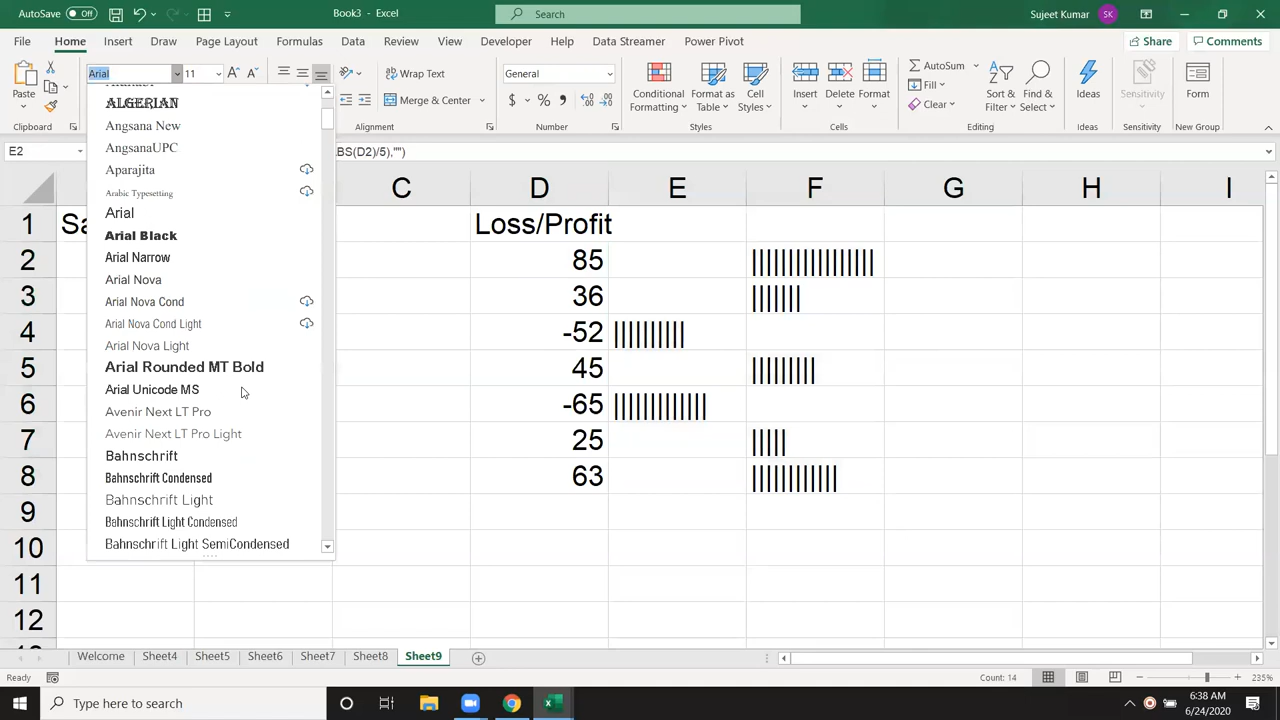 AutoSave Off Book3 - Excel Search Sujeet Kumar SK
File Home Insert Draw Page Layout Formulas Data Review View Developer Help Data Streamer Power Pivot Share Comments
Arial 11 Wrap Text General AutoSum
Paste Merge & Center $ % Conditional Formatting Format as Table Cell Styles Insert Delete Format Fill Clear Sort & Filter Find & Select Ideas Sensitivity Form
Clipboard Alignment Number Styles Cells Editing Sensitivity New Group
E2 BS(D2)/5),"")
ALGERIAN
Angsana New
AngsanaUPC
Aparajita
Arabic Typesetting
Arial
Arial Black
Arial Narrow
Arial Nova
Arial Nova Cond
Arial Nova Cond Light
Arial Nova Light
Arial Rounded MT Bold
Arial Unicode MS
Avenir Next LT Pro
Avenir Next LT Pro Light
Bahnschrift
Bahnschrift Condensed
Bahnschrift Light
Bahnschrift Light Condensed
Bahnschrift Light SemiCondensed
C D E F G H I
1 Sa Loss/Profit
2 85 |||||||||||||||||
3 36 |||||||
4 -52 ||||||||||
5 45 |||||||||
6 -65 |||||||||||||
7 25 |||||
8 63 ||||||||||||
9
10
11
12
Welcome Sheet4 Sheet5 Sheet6 Sheet7 Sheet8 Sheet9
Ready Count: 14 235%
Type here to search 6:38 AM
6/24/2020